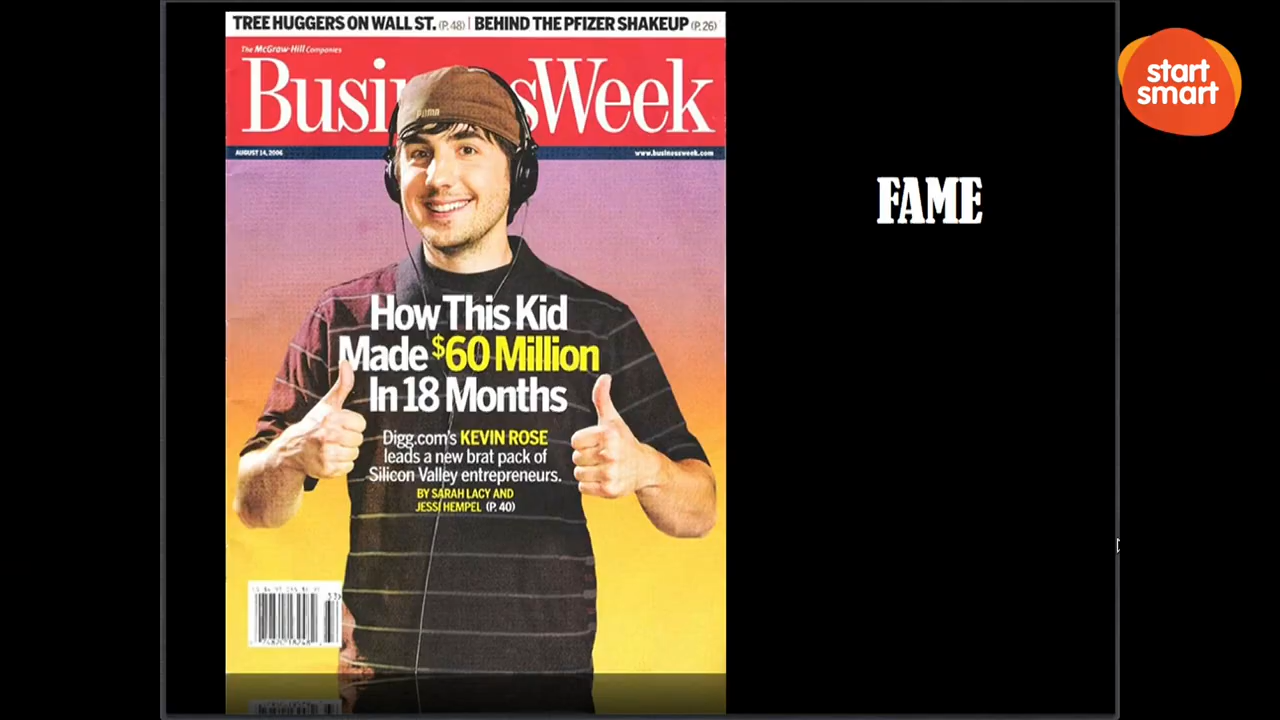 TREE HUGGERS ON WALL ST. (P. 48) | BEHIND THE PFIZER SHAKEUP (P. 26)
The McGraw-Hill Companies
BusinessWeek
AUGUST 14, 2006
www.businessweek.com
PUMA
How This Kid
Made $60 Million
In 18 Months
Digg.com's KEVIN ROSE
leads a new brat pack of
Silicon Valley entrepreneurs.
BY SARAH LACY AND
JESSI HEMPEL (P. 40)
FAME
start
smart